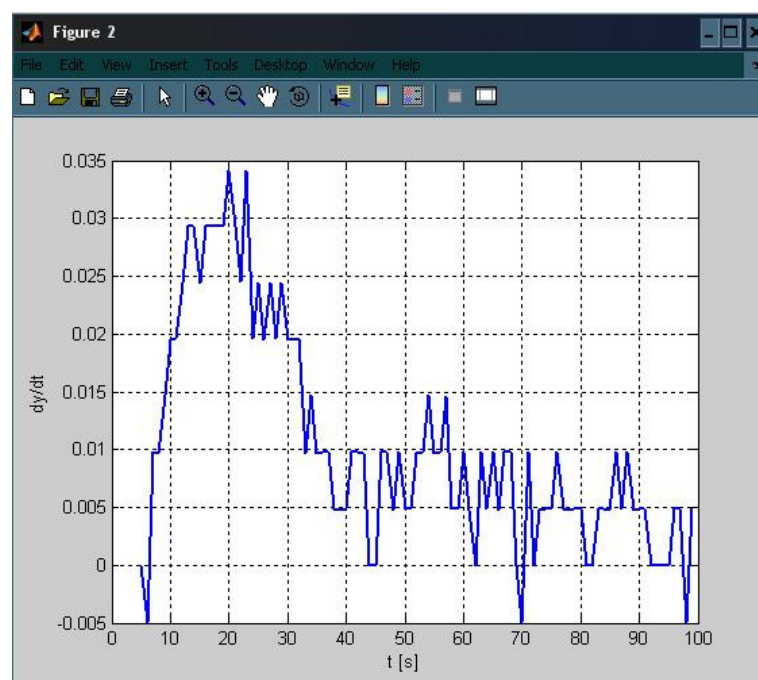 Figure 2
File Edit View Insert Tools Desktop Window Help
0.035
0.03
0.025
0.02
0.015
0.01
0.005
0
-0.005
dy/dt
0 10 20 30 40 50 60 70 80 90 100
t [s]